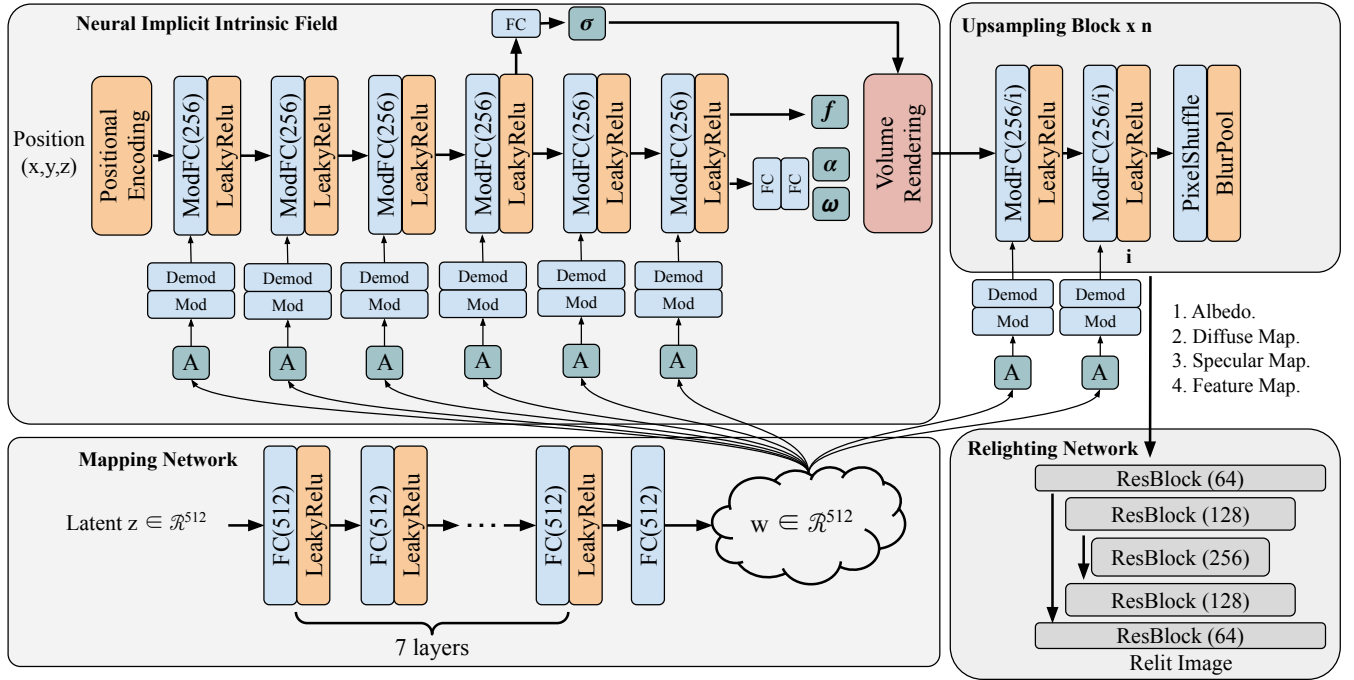 Neural Implicit Intrinsic Field
FC
σ
Position
(x,y,z)
Positional
Encoding
ModFC(256)
LeakyRelu
ModFC(256)
LeakyRelu
ModFC(256)
LeakyRelu
ModFC(256)
LeakyRelu
ModFC(256)
LeakyRelu
ModFC(256)
LeakyRelu
f
FC
FC
α
ω
Volume
Rendering
Demod
Mod
A
Demod
Mod
A
Demod
Mod
A
Demod
Mod
A
Demod
Mod
A
Demod
Mod
A
Upsampling Block x n
ModFC(256/i)
LeakyRelu
ModFC(256/i)
LeakyRelu
PixelShuffle
BlurPool
i
Demod
Mod
A
Demod
Mod
A
1. Albedo.
2. Diffuse Map.
3. Specular Map.
4. Feature Map.
Mapping Network
Latent z ∈ ℛ⁵¹²
FC(512)
LeakyRelu
FC(512)
LeakyRelu
· · ·
FC(512)
LeakyRelu
FC(512)
w ∈ ℛ⁵¹²
7 layers
Relighting Network
ResBlock (64)
ResBlock (128)
ResBlock (256)
ResBlock (128)
ResBlock (64)
Relit Image